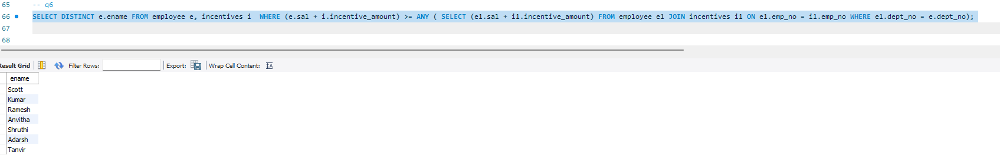 65 -- q6
66 SELECT DISTINCT e.ename FROM employee e, incentives i  WHERE (e.sal + i.incentive_amount) >= ANY ( SELECT (e1.sal + i1.incentive_amount) FROM employee e1 JOIN incentives i1 ON e1.emp_no = i1.emp_no WHERE e1.dept_no = e.dept_no);
67
68
Result Grid Filter Rows: Export: Wrap Cell Content: IA
ename
Scott
Kumar
Ramesh
Anvitha
Shruthi
Adarsh
Tanvir